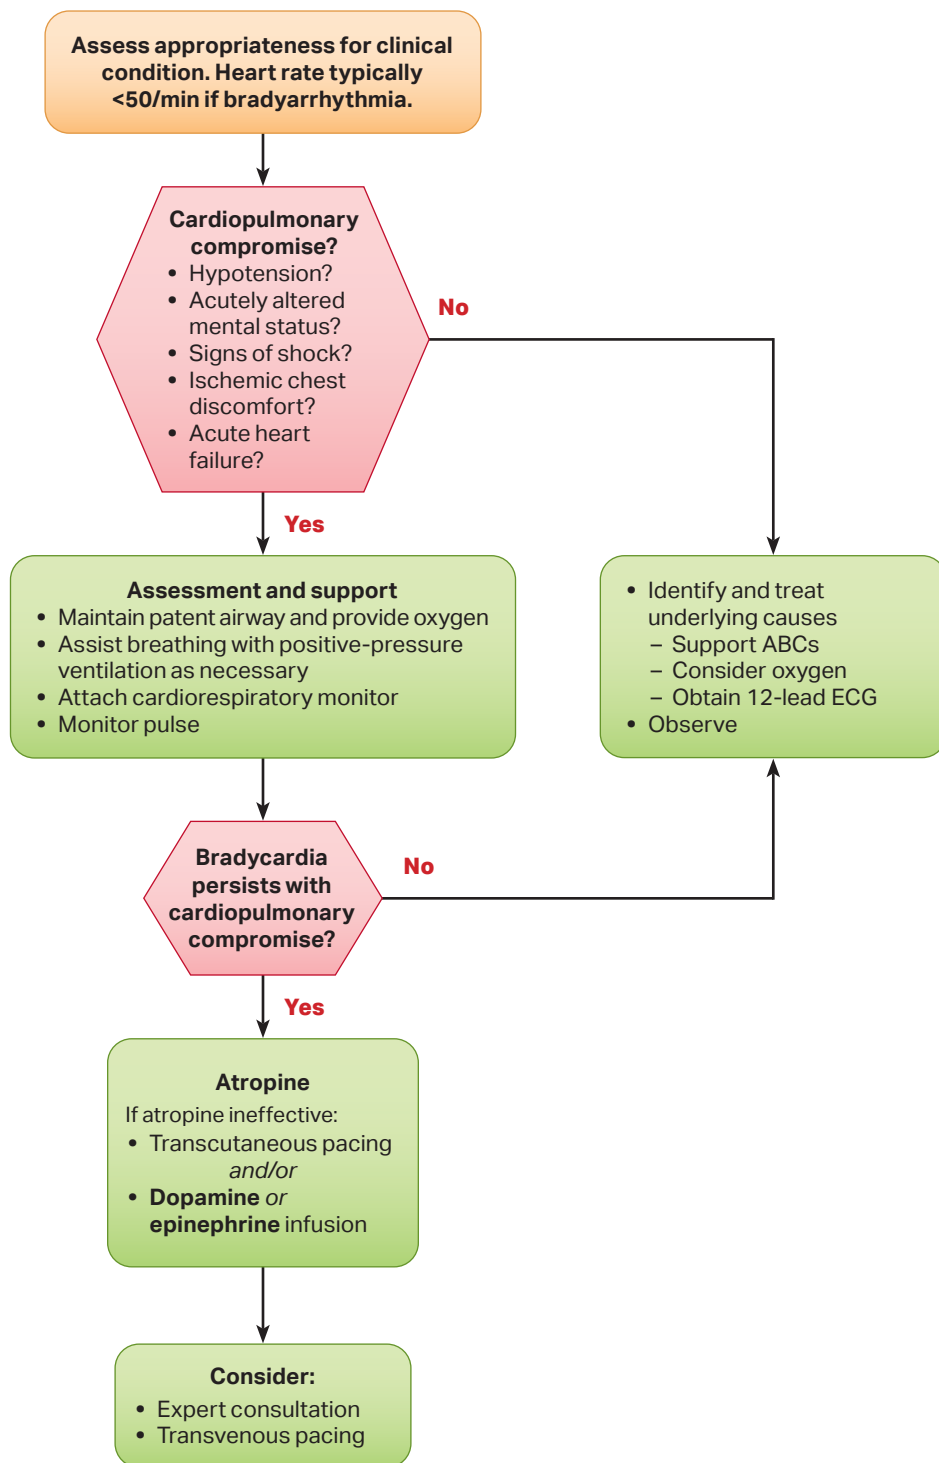 Assess appropriateness for clinical
condition. Heart rate typically
<50/min if bradyarrhythmia.
Cardiopulmonary
compromise?
• Hypotension?
• Acutely altered
mental status?
• Signs of shock?
• Ischemic chest
discomfort?
• Acute heart
failure?
No
Yes
Assessment and support
• Maintain patent airway and provide oxygen
• Assist breathing with positive-pressure
ventilation as necessary
• Attach cardiorespiratory monitor
• Monitor pulse
• Identify and treat
underlying causes
– Support ABCs
– Consider oxygen
– Obtain 12-lead ECG
• Observe
Bradycardia
persists with
cardiopulmonary
compromise?
No
Yes
Atropine
If atropine ineffective:
• Transcutaneous pacing
and/or
• Dopamine or
epinephrine infusion
Consider:
• Expert consultation
• Transvenous pacing